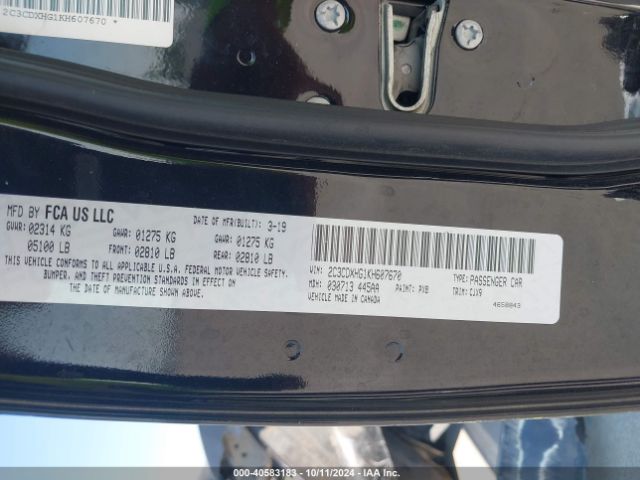 2C3CDXHG1KH607670 *
MFD BY FCA US LLC
DATE OF MFR(BUILT): 3-19
GVWR: 02314 KG GAWR: 01275 KG GAWR: 01275 KG
05100 LB FRONT: 02810 LB REAR: 02810 LB
THIS VEHICLE CONFORMS TO ALL APPLICABLE U.S.A. FEDERAL MOTOR VEHICLE SAFETY,
BUMPER, AND THEFT PREVENTION STANDARDS IN EFFECT ON
THE DATE OF MANUFACTURE SHOWN ABOVE.
VIN: 2C3CDXHG1KH607670 TYPE: PASSENGER CAR
MDH: 030713 445AA PAINT: PX8 TRIM: CJX9
VEHICLE MADE IN CANADA 4658843
000-40583183 - 10/11/2024 - IAA Inc.